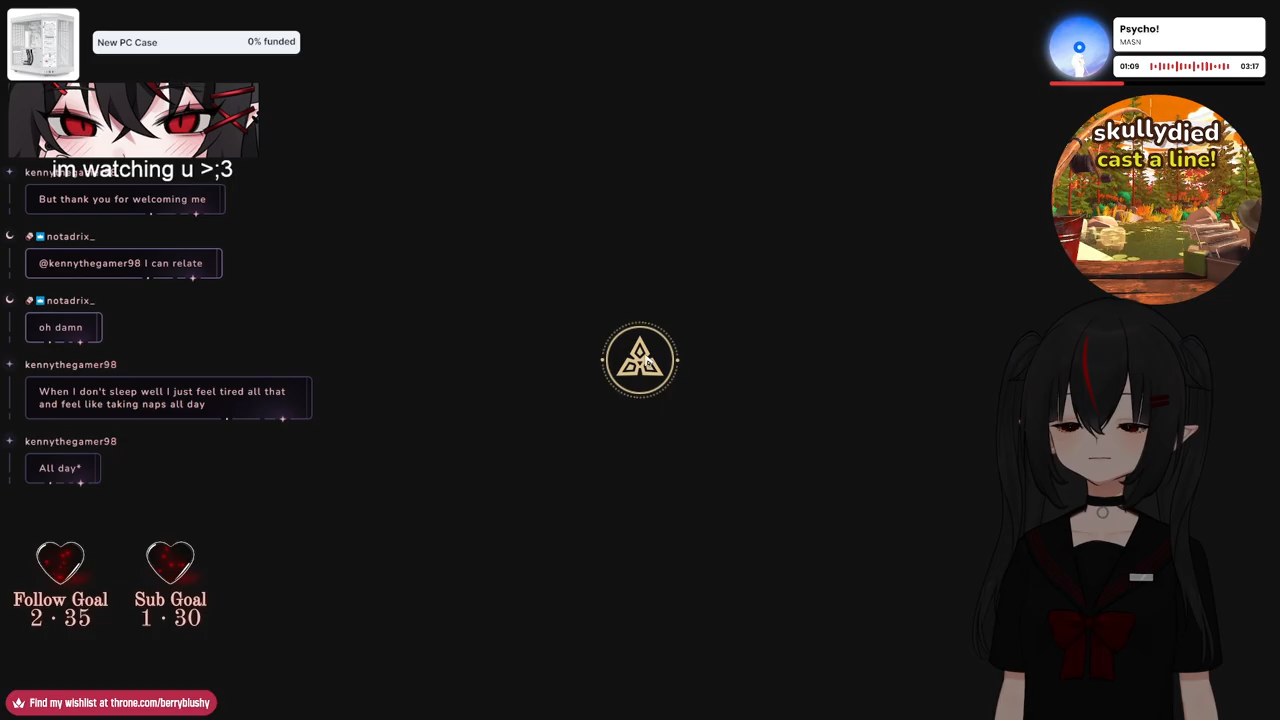 New PC Case
0% funded
im watching u >;3
But thank you for welcoming me
notadrix_
@kennythegamer98 I can relate
notadrix_
oh damn
kennythegamer98
When I don't sleep well I just feel tired all that
and feel like taking naps all day
kennythegamer98
All day*
Follow Goal
2 · 35
Sub Goal
1 · 30
Find my wishlist at throne.com/berryblushy
Psycho!
MASN
01:09
03:17
skullydied
cast a line!